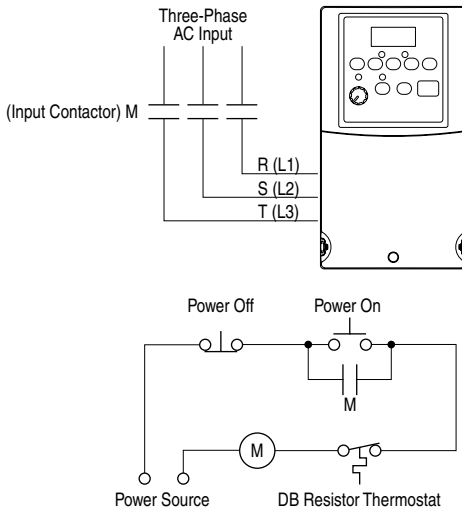 Three-Phase
AC Input
(Input Contactor) M
R (L1)
S (L2)
T (L3)
Power Off
Power On
M
M
Power Source
DB Resistor Thermostat